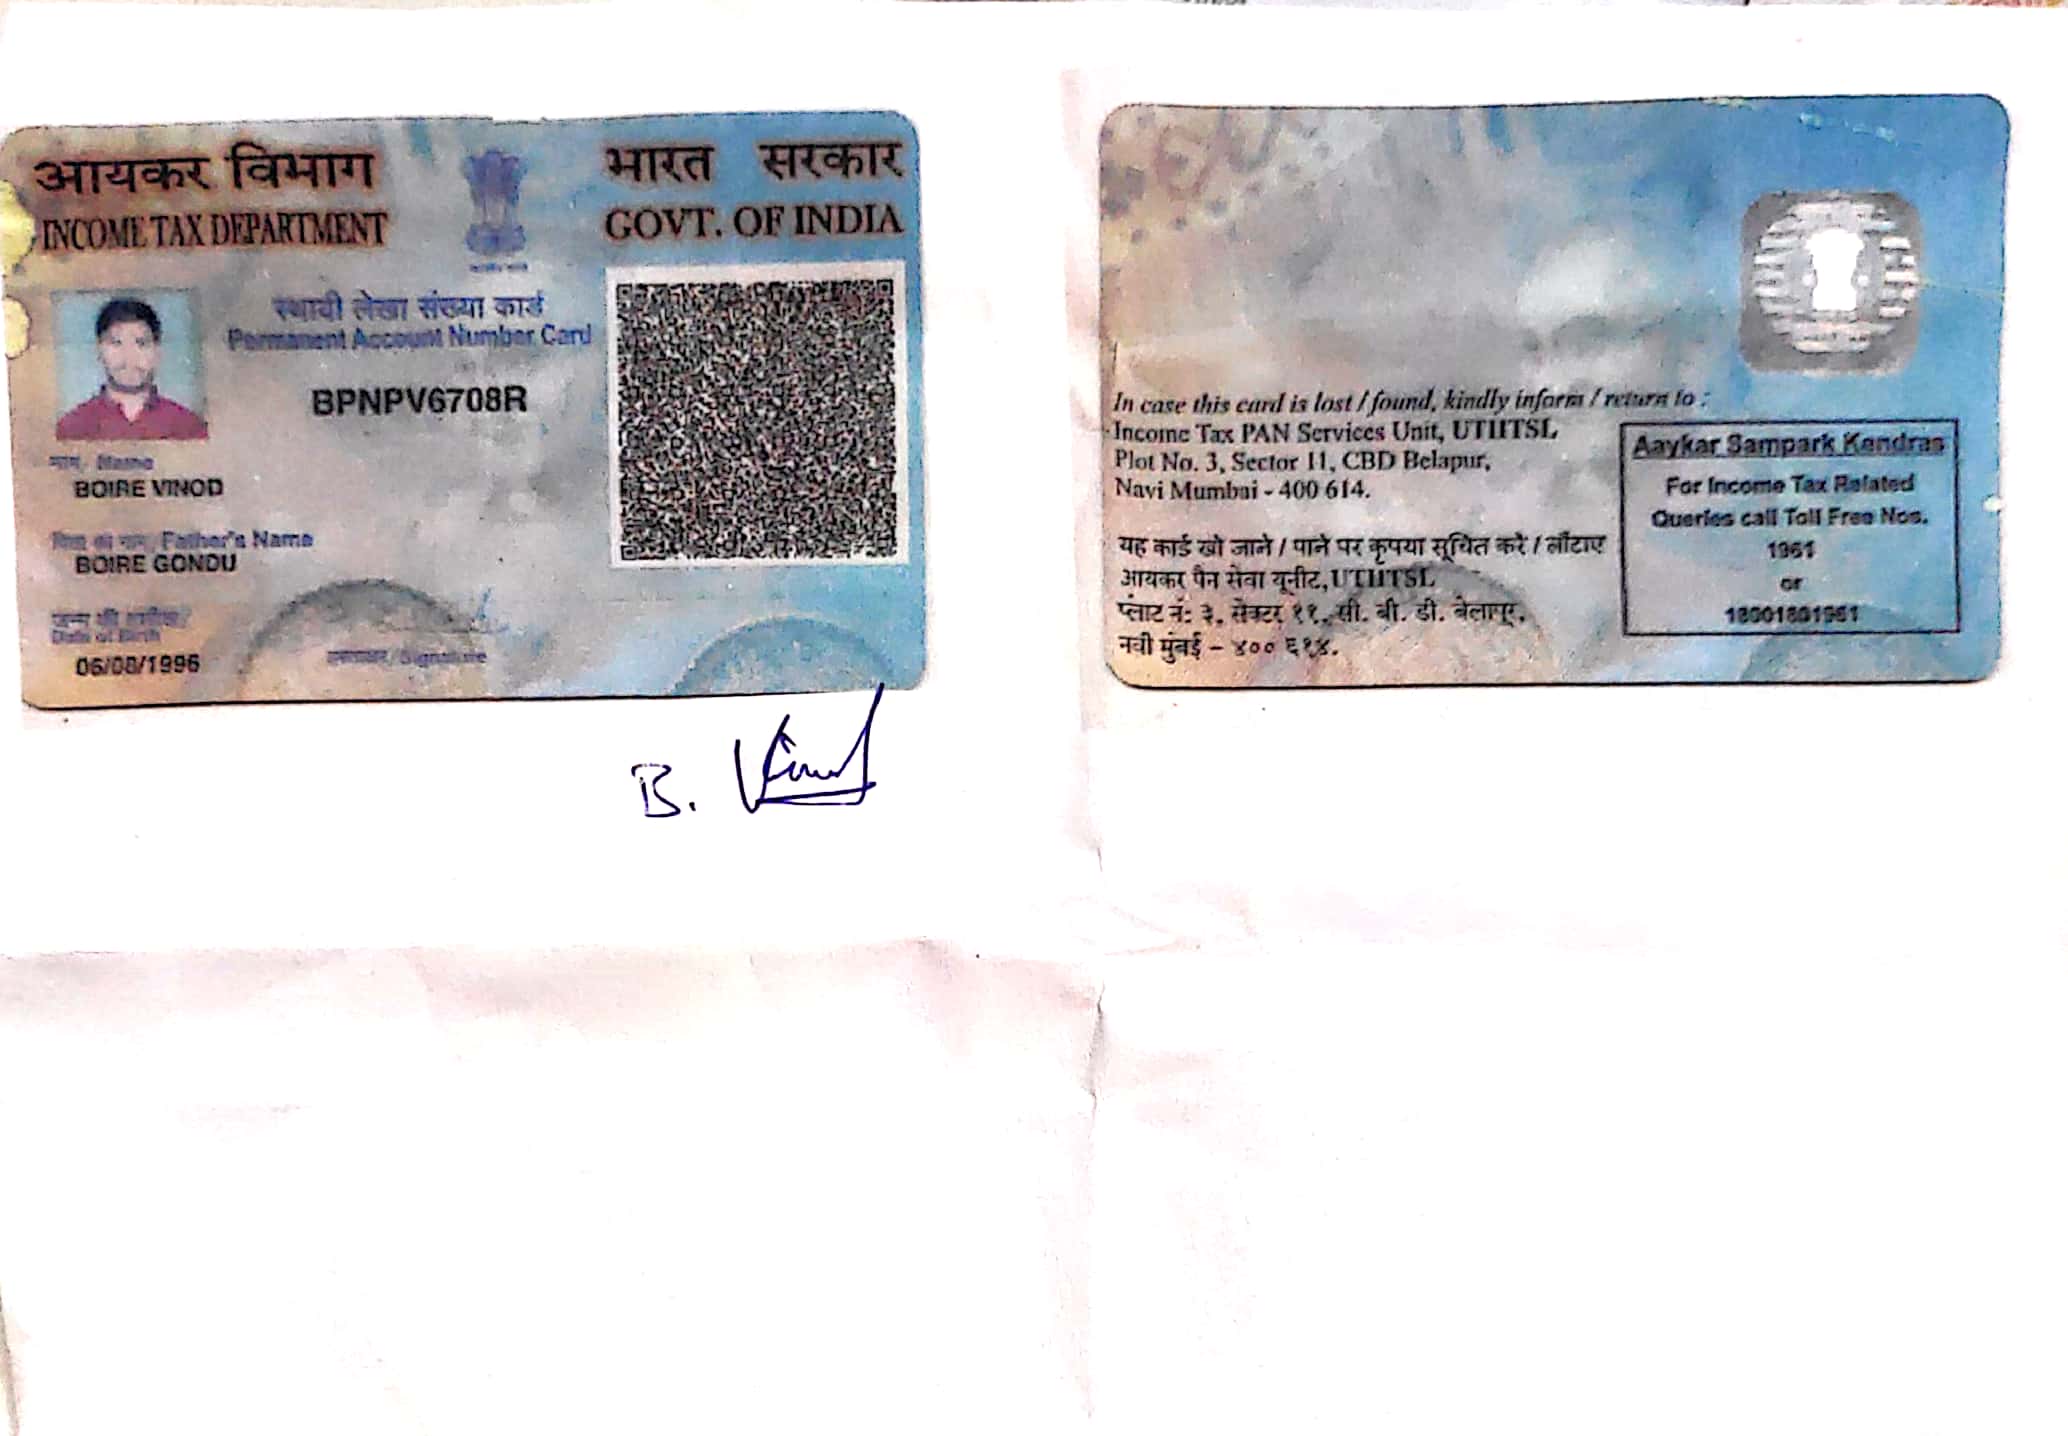 आयकर विभाग
INCOME TAX DEPARTMENT
भारत सरकार
GOVT. OF INDIA
स्थायी लेखा संख्या कार्ड
Permanent Account Number Card
BPNPV6708R
नाम/ Name
BOIRE VINOD
पिता का नाम/ Father's Name
BOIRE GONDU
जन्म की तारीख/
Date of Birth
06/08/1996
हस्ताक्षर/Signature
B. Vinod
In case this card is lost / found, kindly inform / return to :
Income Tax PAN Services Unit, UTIITSL
Plot No. 3, Sector 11, CBD Belapur,
Navi Mumbai - 400 614.
यह कार्ड खो जाने / पाने पर कृपया सूचित करे / लौटाए
आयकर पैन सेवा यूनीट, UTIITSL
प्लाट नं: ३, सेक्टर ११, सी. बी. डी. बेलापूर,
नवी मुंबई - ४०० ६१४.
Aaykar Sampark Kendras
For Income Tax Related
Queries call Toll Free Nos.
1961
or
18001801961